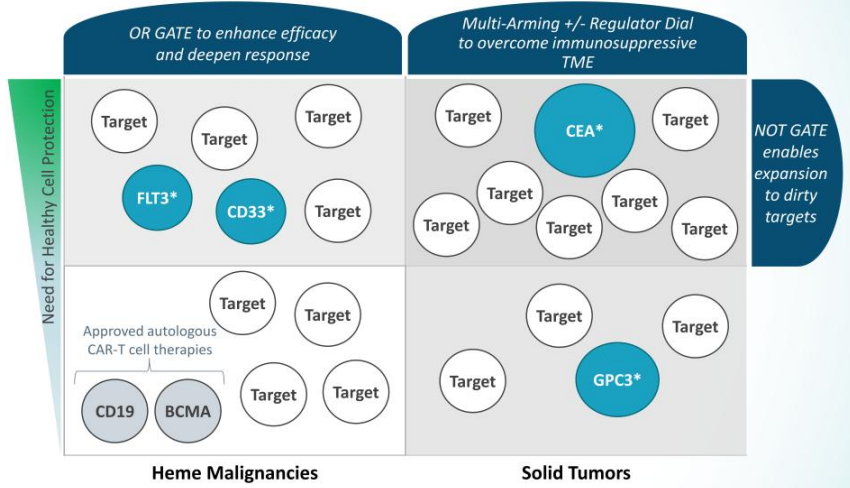 OR GATE to enhance efficacy
and deepen response
Multi-Arming +/- Regulator Dial
to overcome immunosuppressive
TME
Need for Healthy Cell Protection
Target
Target
Target
FLT3*
CD33*
Target
Target
CEA*
Target
Target
Target
Target
Target
Target
NOT GATE
enables
expansion
to dirty
targets
Target
Target
Approved autologous
CAR-T cell therapies
CD19
BCMA
Target
Target
Target
Target
Target
GPC3*
Heme Malignancies
Solid Tumors